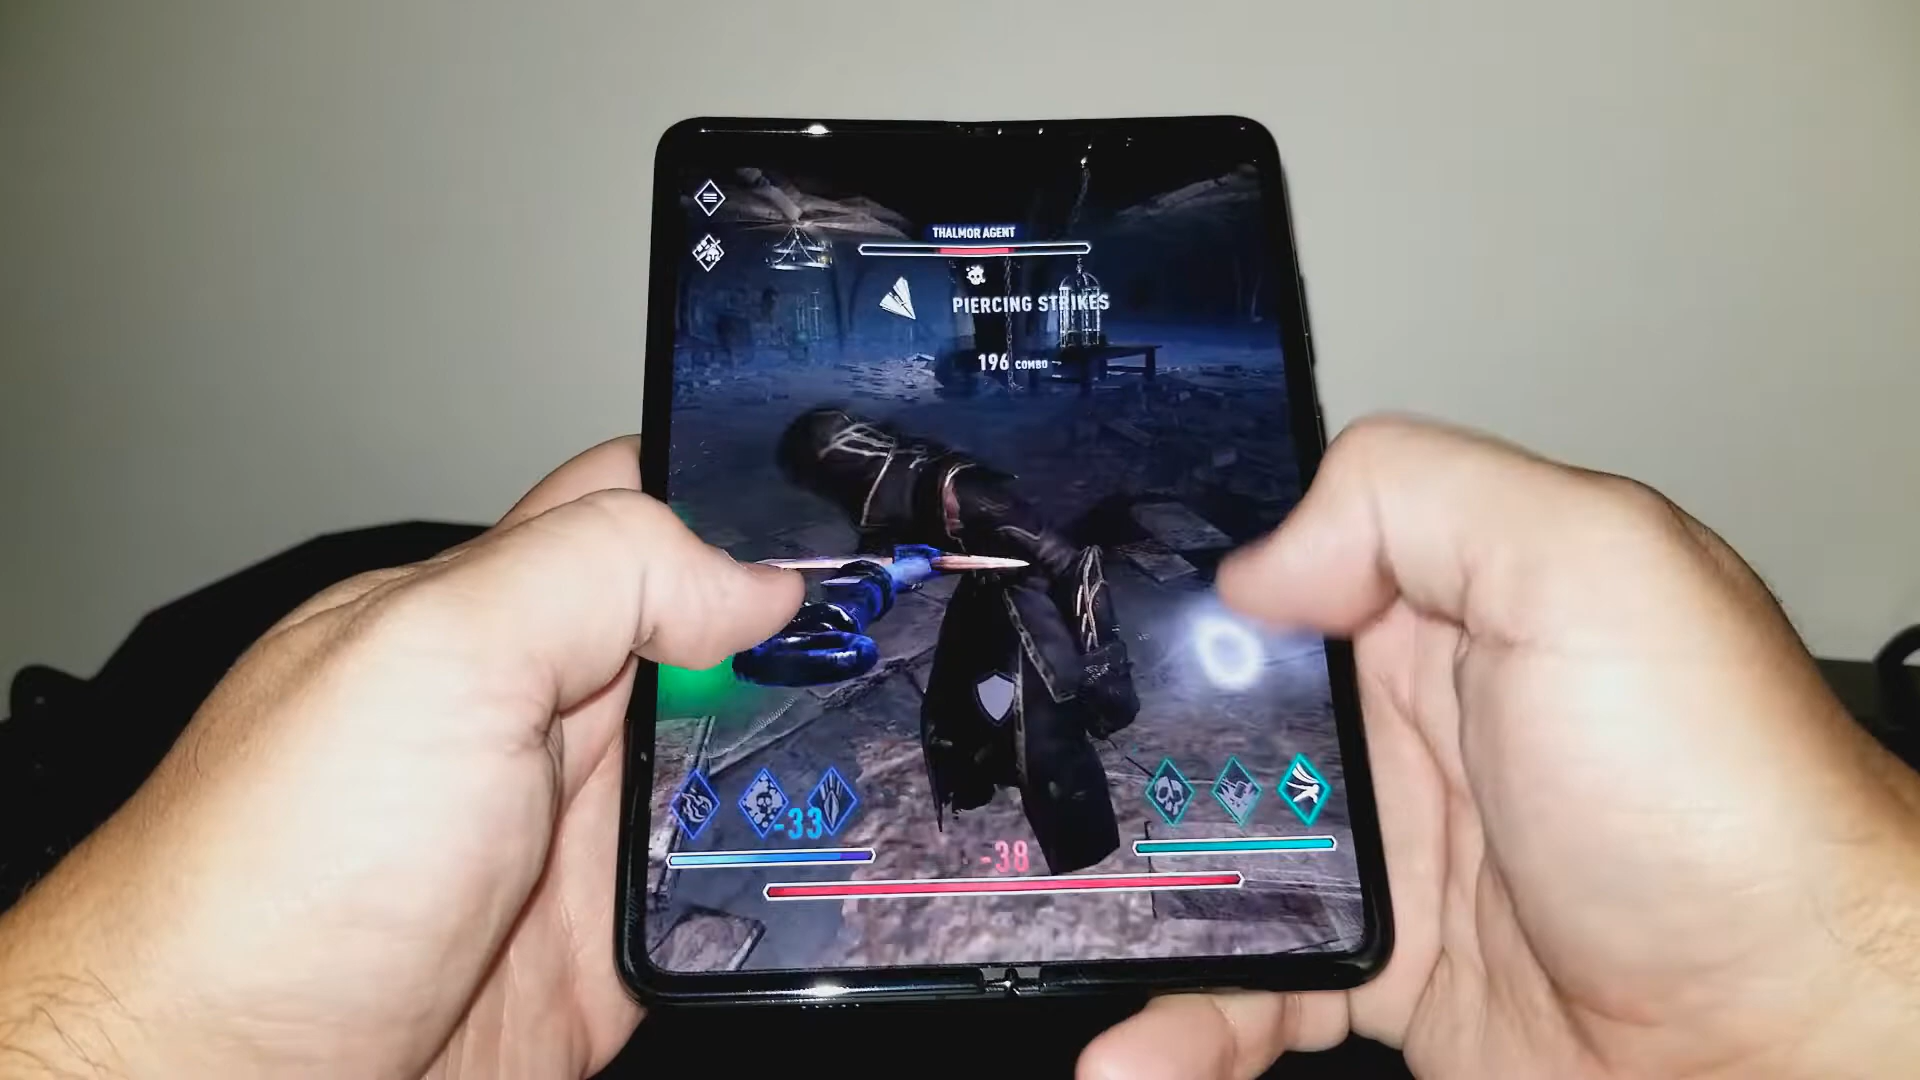 THALMOR AGENT
PIERCING STRIKES
196 COMBO
-33
-38